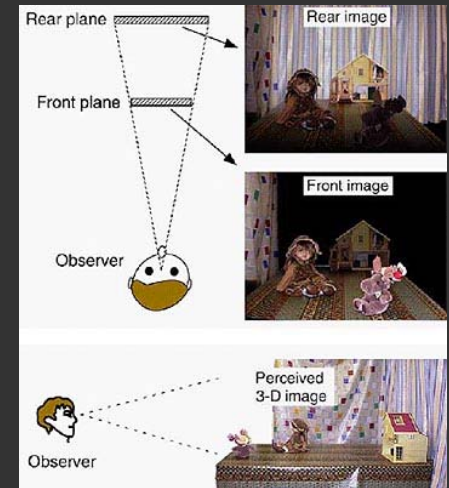 Rear plane
Rear image
Front plane
Front image
Observer
Perceived
3-D image
Observer